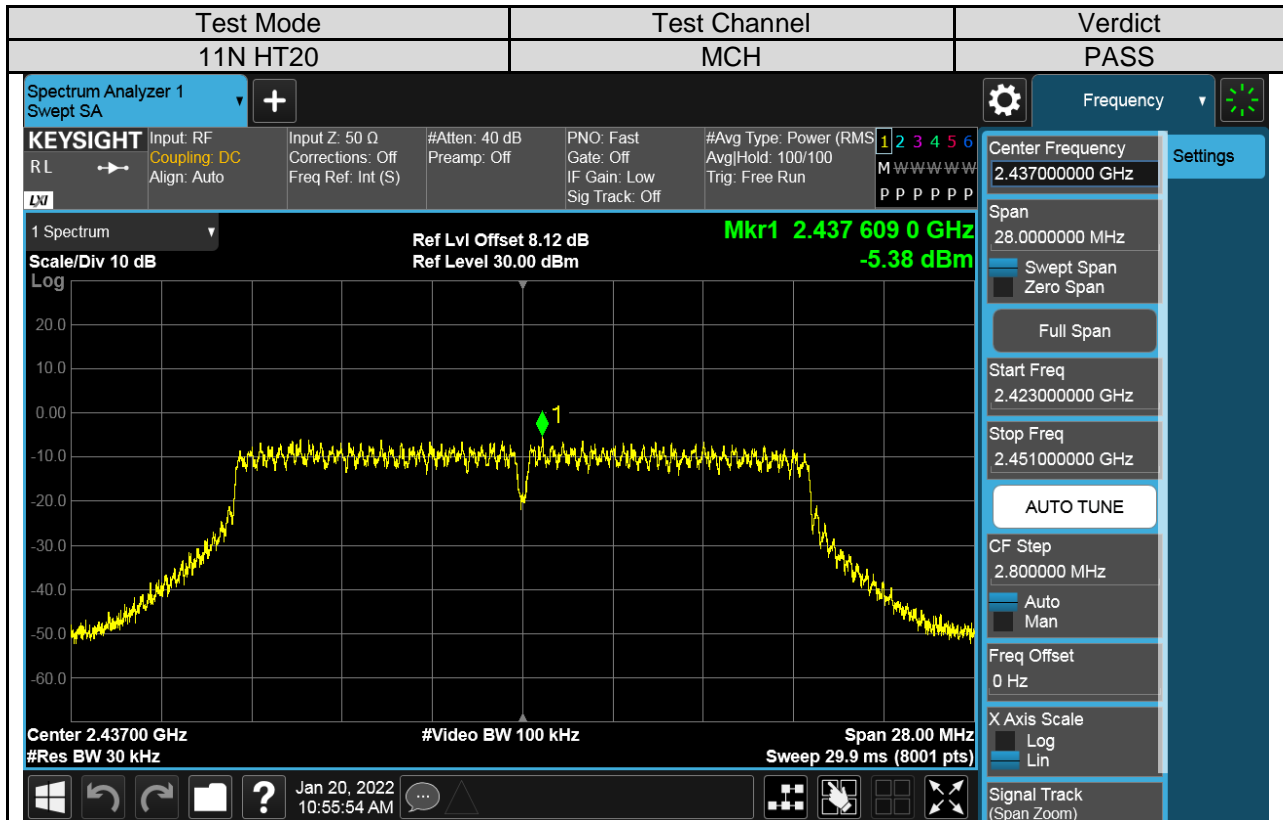 Test Mode Test Channel Verdict
11N HT20 MCH PASS
Spectrum Analyzer 1
Swept SA
Frequency
KEYSIGHT Input: RF Input Z: 50 Ω #Atten: 40 dB PNO: Fast #Avg Type: Power (RMS 1 2 3 4 5 6
RL Coupling: DC Corrections: Off Preamp: Off Gate: Off Avg|Hold: 100/100 M W W W W W
Align: Auto Freq Ref: Int (S) IF Gain: Low Trig: Free Run
LXI Sig Track: Off P P P P P P
1 Spectrum
Ref Lvl Offset 8.12 dB
Mkr1 2.437 609 0 GHz
Scale/Div 10 dB
Ref Level 30.00 dBm
-5.38 dBm
Log
20.0
10.0
0.00
1
-10.0
-20.0
-30.0
-40.0
-50.0
-60.0
Center 2.43700 GHz #Video BW 100 kHz Span 28.00 MHz
#Res BW 30 kHz Sweep 29.9 ms (8001 pts)
Center Frequency
2.437000000 GHz
Settings
Span
28.0000000 MHz
Swept Span
Zero Span
Full Span
Start Freq
2.423000000 GHz
Stop Freq
2.451000000 GHz
AUTO TUNE
CF Step
2.800000 MHz
Auto
Man
Freq Offset
0 Hz
X Axis Scale
Log
Lin
Signal Track
(Span Zoom)
?
Jan 20, 2022
10:55:54 AM